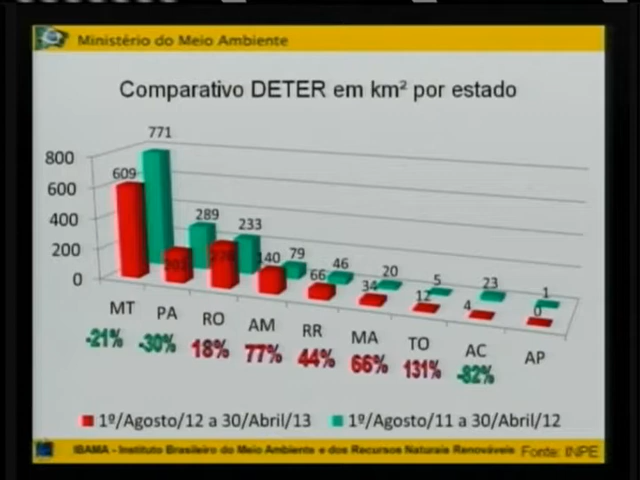 Ministério do Meio Ambiente
Comparativo DETER em km² por estado
800
600
400
200
0
609 771
289
233
140 79
66 46
34 20
12 5
4 23
0 1
MT PA RO AM RR MA TO AC AP
-21% -30% 18% 77% 44% 66% 131% -82%
1º/Agosto/12 a 30/Abril/13 1º/Agosto/11 a 30/Abril/12
IBAMA - Instituto Brasileiro do Meio Ambiente e dos Recursos Naturais Renováveis Fonte: INPE